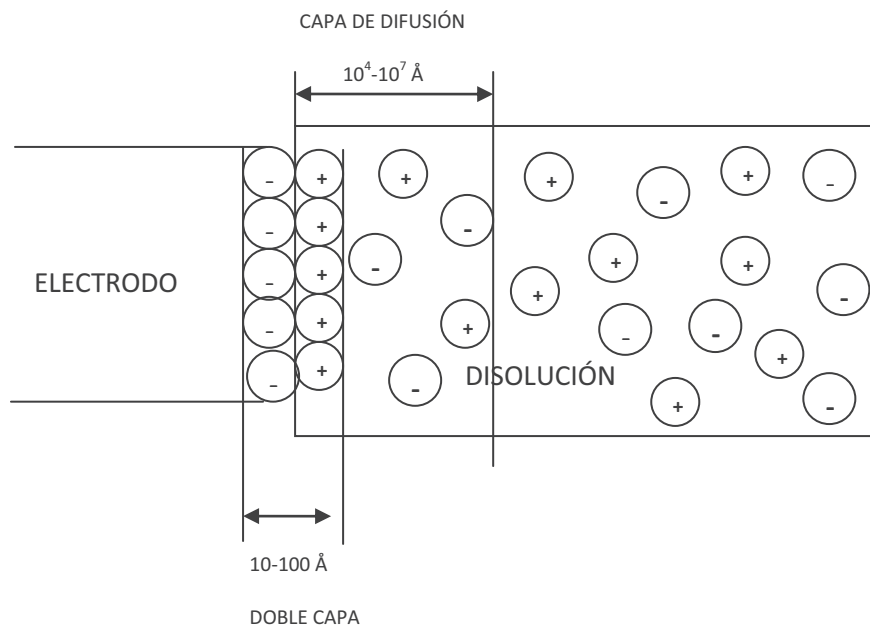 CAPA DE DIFUSIÓN
10⁴-10⁷ Å
- + + + + -
- + - -
- + - + +
ELECTRODO
- + + + - - -
- + - DISOLUCIÓN + + -
10-100 Å
DOBLE CAPA